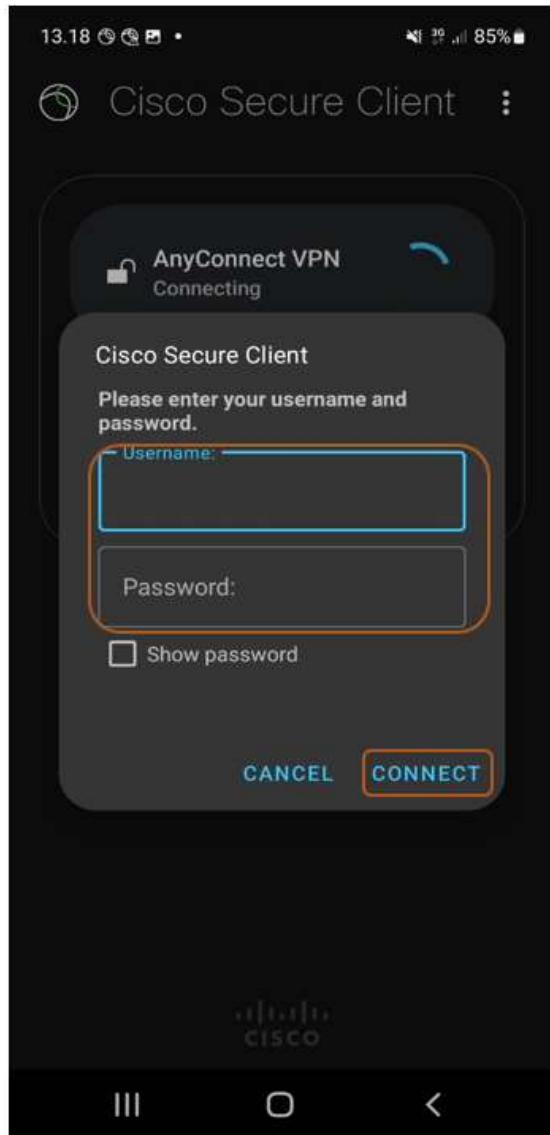 13.18 85%
Cisco Secure Client
AnyConnect VPN
Connecting
Cisco Secure Client
Please enter your username and
password.
Username:
Password:
Show password
CANCEL CONNECT
CISCO